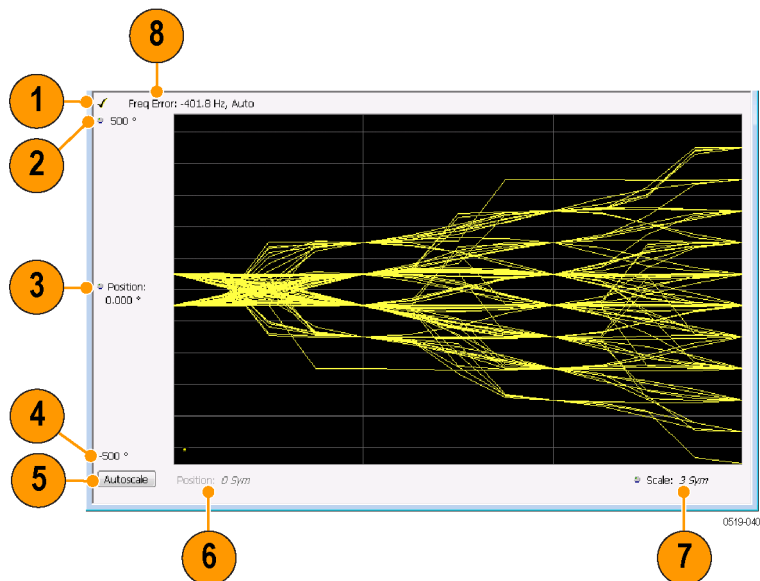 8
1
Freq Error: -401.8 Hz, Auto
500 °
2
3
Position:
0.000 °
4
-500 °
5
Autoscale
Position: 0 Sym
Scale: 3 Sym
0519-040
6
7